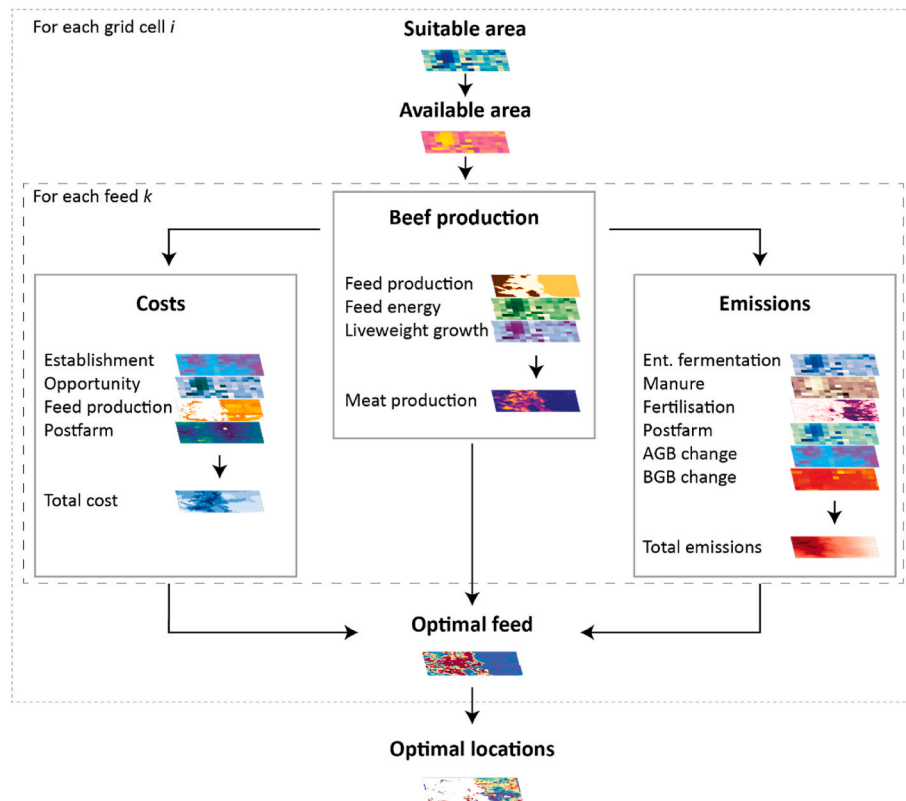 For each grid cell i
Suitable area
Available area
For each feed k
Beef production
Feed production
Feed energy
Liveweight growth
Meat production
Costs
Establishment
Opportunity
Feed production
Postfarm
Total cost
Emissions
Ent. fermentation
Manure
Fertilisation
Postfarm
AGB change
BGB change
Total emissions
Optimal feed
Optimal locations